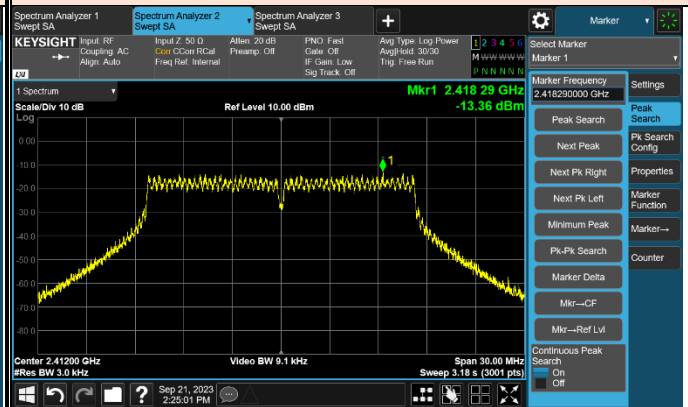 Spectrum Analyzer 1
Swept SA
Spectrum Analyzer 2
Swept SA
Spectrum Analyzer 3
Swept SA
+
Marker
KEYSIGHT
Input: RF
Coupling: AC
Align: Auto
Input Z: 50 Ω
Corr CCorr RCal
Freq Ref: Internal
Atten: 20 dB
Preamp: Off
PNO: Fast
Gate: Off
IF Gain: Low
Sig Track: Off
Avg Type: Log-Power
Avg|Hold: 30/30
Trig: Free Run
1 2 3 4 5 6
M W W W W W
P N N N N N
LXI
Select Marker
Marker 1
Marker Frequency
2.418290000 GHz
Peak Search
Next Peak
Next Pk Right
Next Pk Left
Minimum Peak
Pk-Pk Search
Marker Delta
Mkr→CF
Mkr→Ref Lvl
Continuous Peak
Search
On
Off
Settings
Peak
Search
Pk Search
Config
Properties
Marker
Function
Marker→
Counter
1 Spectrum
Scale/Div 10 dB
Ref Level 10.00 dBm
Mkr1 2.418 29 GHz
-13.36 dBm
Log
0.00
-10.0
-20.0
-30.0
-40.0
-50.0
-60.0
-70.0
-80.0
1
Center 2.41200 GHz
#Res BW 3.0 kHz
Video BW 9.1 kHz
Span 30.00 MHz
Sweep 3.18 s (3001 pts)
?
Sep 21, 2023
2:25:01 PM